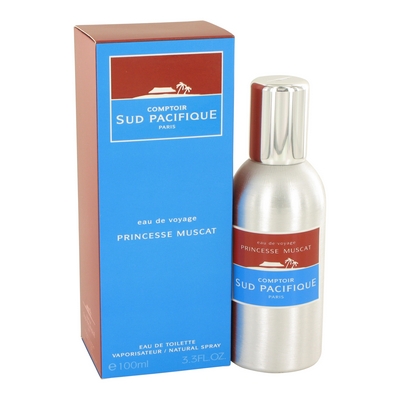 COMPTOIR
SUD PACIFIQUE
PARIS
eau de voyage
PRINCESSE MUSCAT
EAU DE TOILETTE
VAPORISATEUR / NATURAL SPRAY
e100ml 3.3FL.OZ
eau de voyage
PRINCESSE MUSCAT
COMPTOIR
SUD PACIFIQUE
PARIS